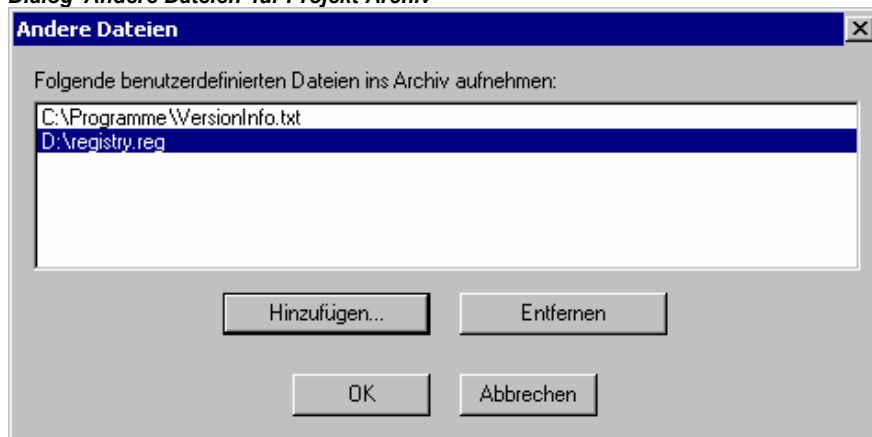 Dialog 'Andere Dateien' für Projekt-Archiv
Andere Dateien
Folgende benutzerdefinierten Dateien ins Archiv aufnehmen:
C:\Programme\VersionInfo.txt
D:\registry.reg
Hinzufügen... Entfernen
OK Abbrechen